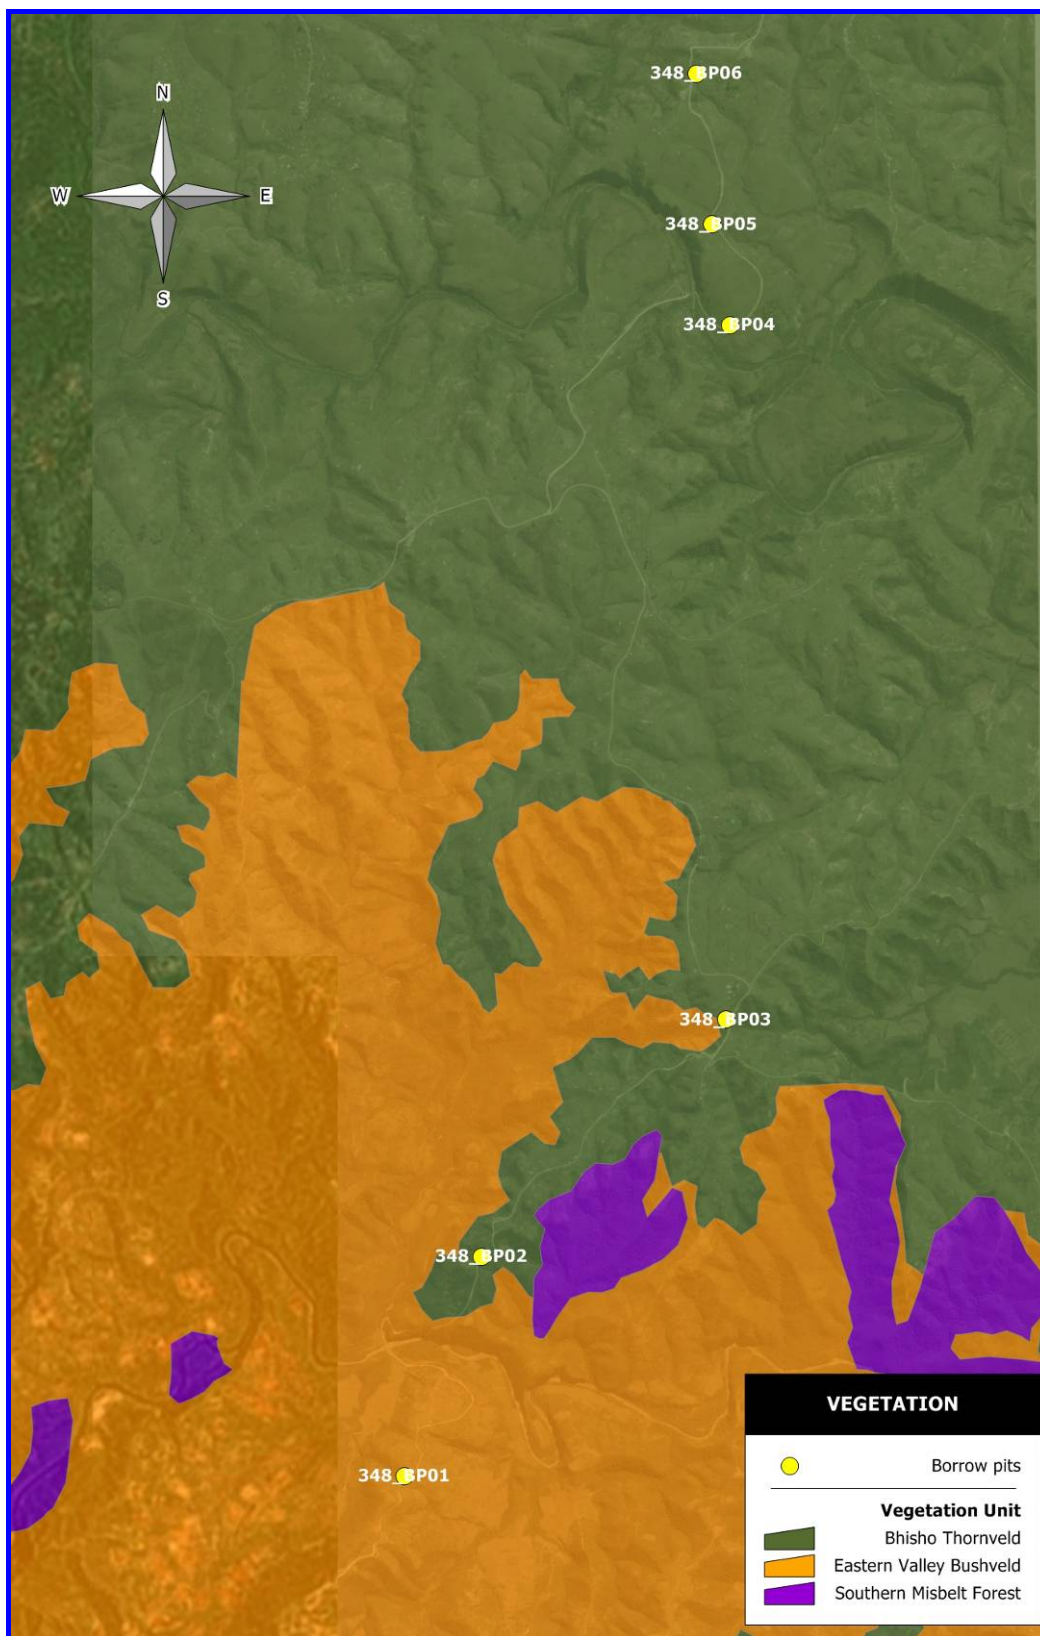 348_BP06
N
W
E
348_BP05
S
348_BP04
348_BP03
348_BP02
348_BP01
VEGETATION
Borrow pits
Vegetation Unit
Bhisho Thornveld
Eastern Valley Bushveld
Southern Misbelt Forest